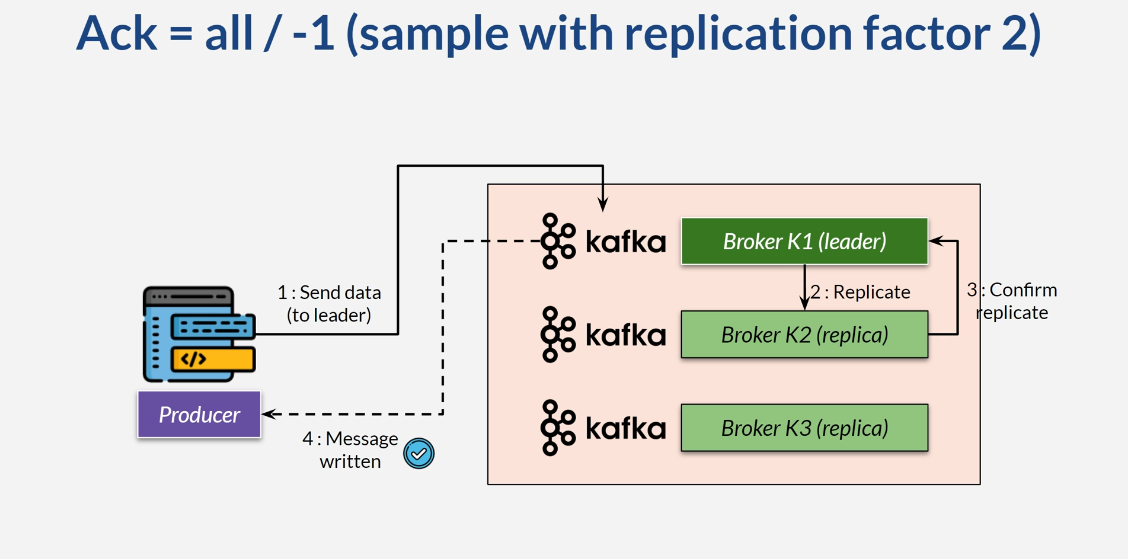 Ack = all / -1 (sample with replication factor 2)
kafka
Broker K1 (leader)
1 : Send data
(to leader)
2 : Replicate
3 : Confirm
replicate
kafka
Broker K2 (replica)
</>
Producer
kafka
Broker K3 (replica)
4 : Message
written